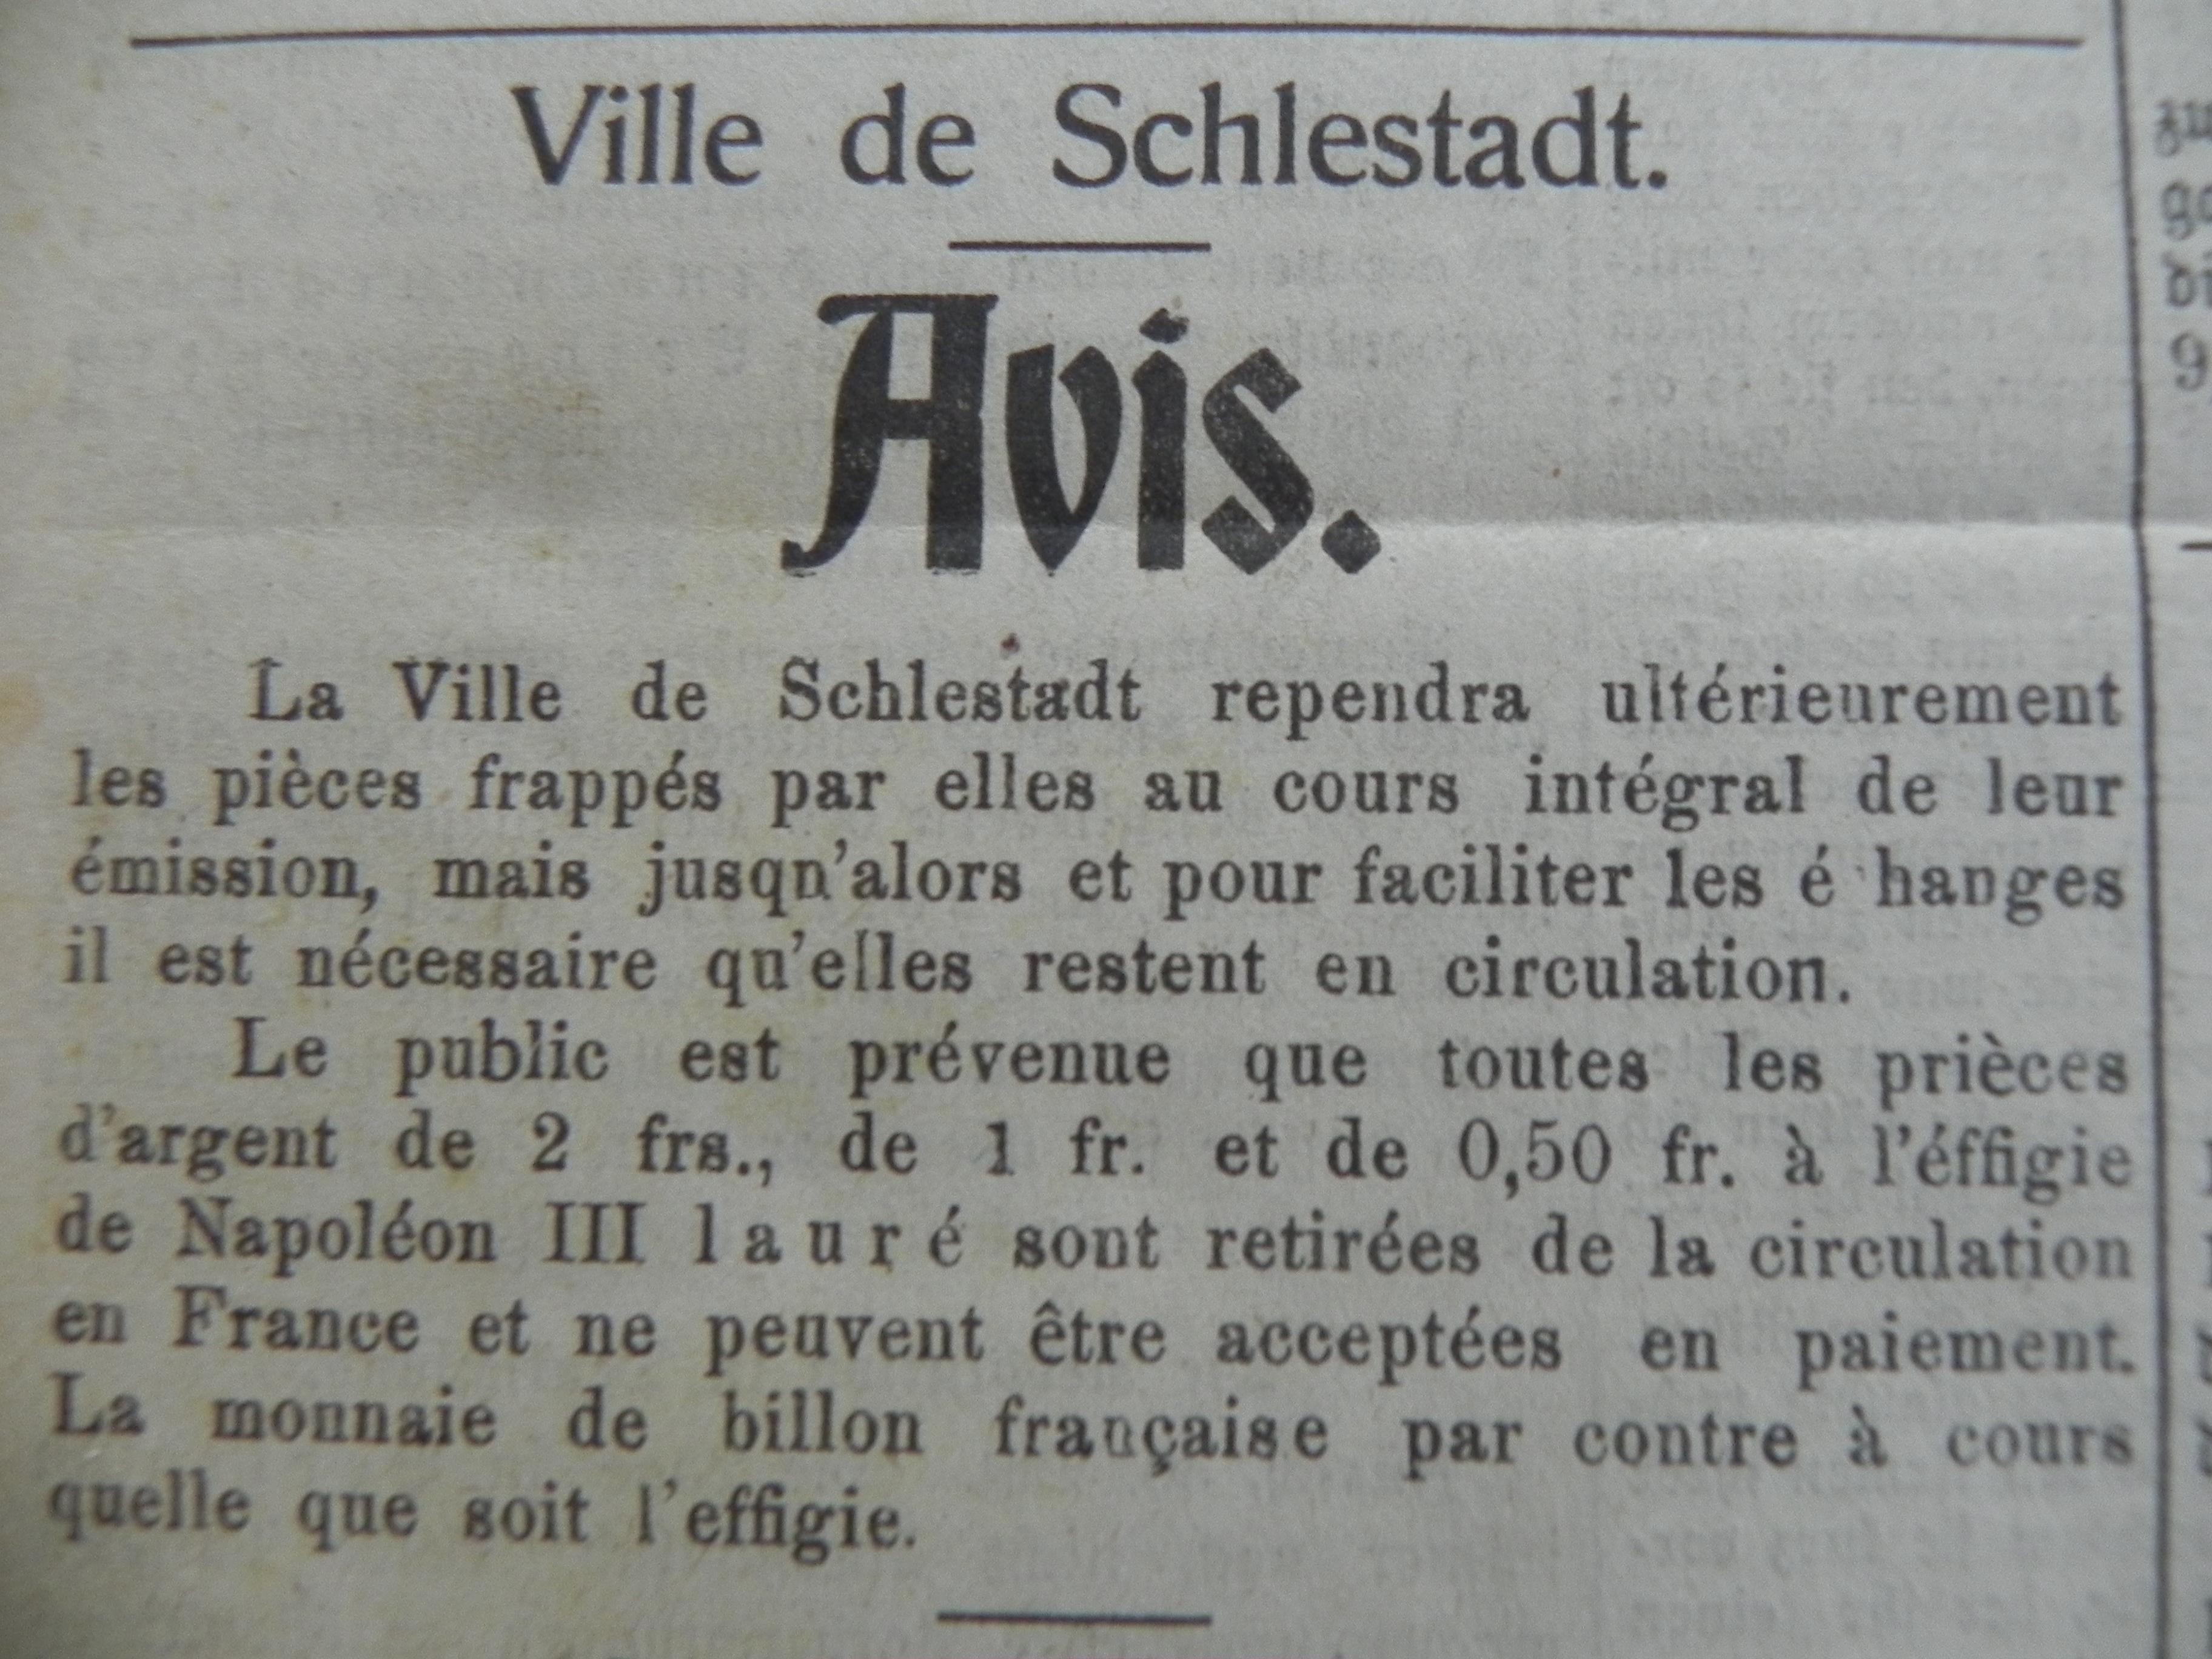 Ville de Schlestadt.
Avis.
La Ville de Schlestadt rependra ultérieurement
les pièces frappés par elles au cours intégral de leur
émission, mais jusqn'alors et pour faciliter les é hanges
il est nécessaire qu'elles restent en circulation.
Le public est prévenue que toutes les prièces
d'argent de 2 frs., de 1 fr. et de 0,50 fr. à l'éffigie
de Napoléon III lauré sont retirées de la circulation
en France et ne peuvent être acceptées en paiement.
La monnaie de billon française par contre à cours
quelle que soit l'effigie.